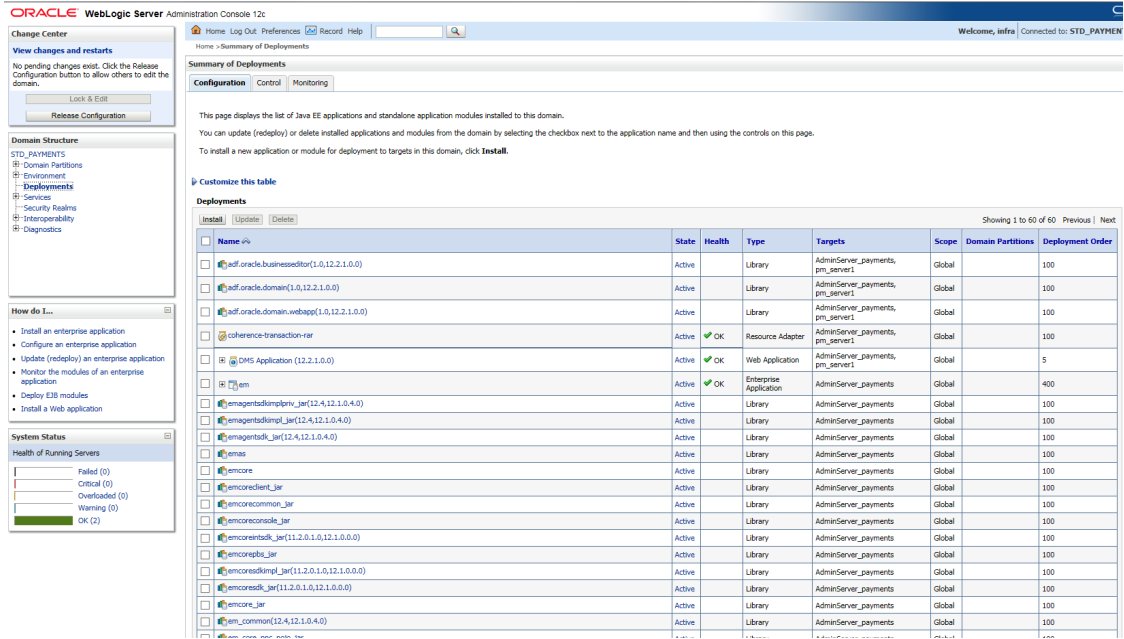 ORACLE WebLogic Server Administration Console 12c
Change Center
View changes and restarts
No pending changes exist. Click the Release
Configuration button to allow others to edit the
domain.
Lock & Edit
Release Configuration
Domain Structure
STD_PAYMENTS
Domain Partitions
Environment
Deployments
Services
Security Realms
Interoperability
Diagnostics
How do I...
Install an enterprise application
Configure an enterprise application
Update (redeploy) an enterprise application
Monitor the modules of an enterprise
application
Deploy EJB modules
Install a Web application
System Status
Health of Running Servers
Failed (0)
Critical (0)
Overloaded (0)
Warning (0)
OK (2)
Home Log Out Preferences Record Help
Welcome, infra Connected to: STD_PAYMEN
Home >Summary of Deployments
Summary of Deployments
Configuration Control Monitoring
This page displays the list of Java EE applications and standalone application modules installed to this domain.
You can update (redeploy) or delete installed applications and modules from the domain by selecting the checkbox next to the application name and then using the controls on this page.
To install a new application or module for deployment to targets in this domain, click Install.
Customize this table
Deployments
Install Update Delete Showing 1 to 60 of 60 Previous | Next
Name State Health Type Targets Scope Domain Partitions Deployment Order
adf.oracle.businesseditor(1.0,12.2.1.0.0) Active Library AdminServer_payments, pm_server1 Global 100
adf.oracle.domain(1.0,12.2.1.0.0) Active Library AdminServer_payments, pm_server1 Global 100
adf.oracle.domain.webapp(1.0,12.2.1.0.0) Active Library AdminServer_payments, pm_server1 Global 100
coherence-transaction-rar Active OK Resource Adapter AdminServer_payments, pm_server1 Global 100
DMS Application (12.2.1.0.0) Active OK Web Application AdminServer_payments, pm_server1 Global 5
em Active OK Enterprise Application AdminServer_payments Global 400
emagentsdkimplpriv_jar(12.4,12.1.0.4.0) Active Library AdminServer_payments Global 100
emagentsdkimpl_jar(12.4,12.1.0.4.0) Active Library AdminServer_payments Global 100
emagentsdk_jar(12.4,12.1.0.4.0) Active Library AdminServer_payments Global 100
emas Active Library AdminServer_payments Global 100
emcore Active Library AdminServer_payments Global 100
emcoreclient_jar Active Library AdminServer_payments Global 100
emcorecommon_jar Active Library AdminServer_payments Global 100
emcoreconsole_jar Active Library AdminServer_payments Global 100
emcoreintsdk_jar(11.2.0.1.0,12.1.0.0.0) Active Library AdminServer_payments Global 100
emcorepbs_jar Active Library AdminServer_payments Global 100
emcoresdkimpl_jar(11.2.0.1.0,12.1.0.0.0) Active Library AdminServer_payments Global 100
emcoresdk_jar(11.2.0.1.0,12.1.0.0.0) Active Library AdminServer_payments Global 100
emcore_jar Active Library AdminServer_payments Global 100
em_common(12.4,12.1.0.4.0) Active Library AdminServer_payments Global 100